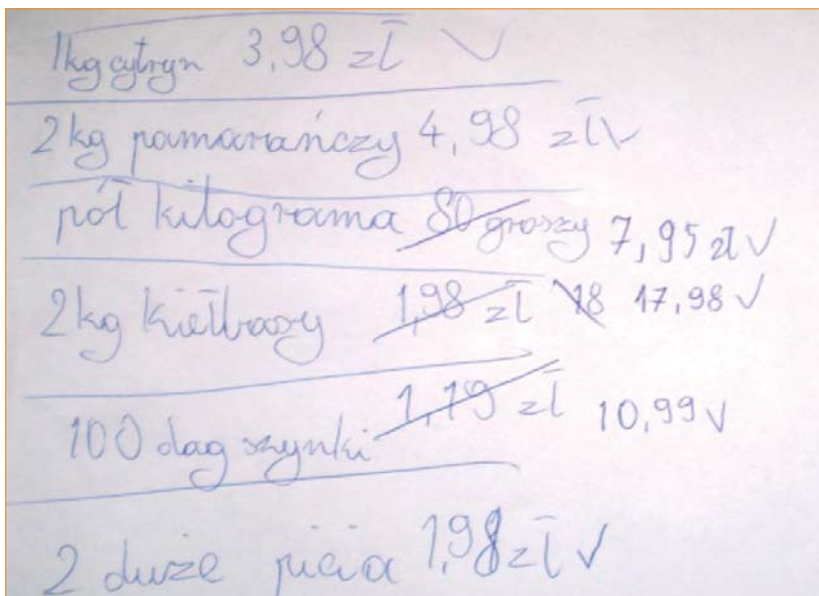 1kg cytryn 3,98 zł √
2kg pomarańczy 4,98 zł √
pół kilograma 80 groszy 7,95 zł √
2kg kiełbasy 1,98 zł 18 17,98 √
100 dag szynki 1,19 zł 10,99 √
2 duże picia 1,98 zł √